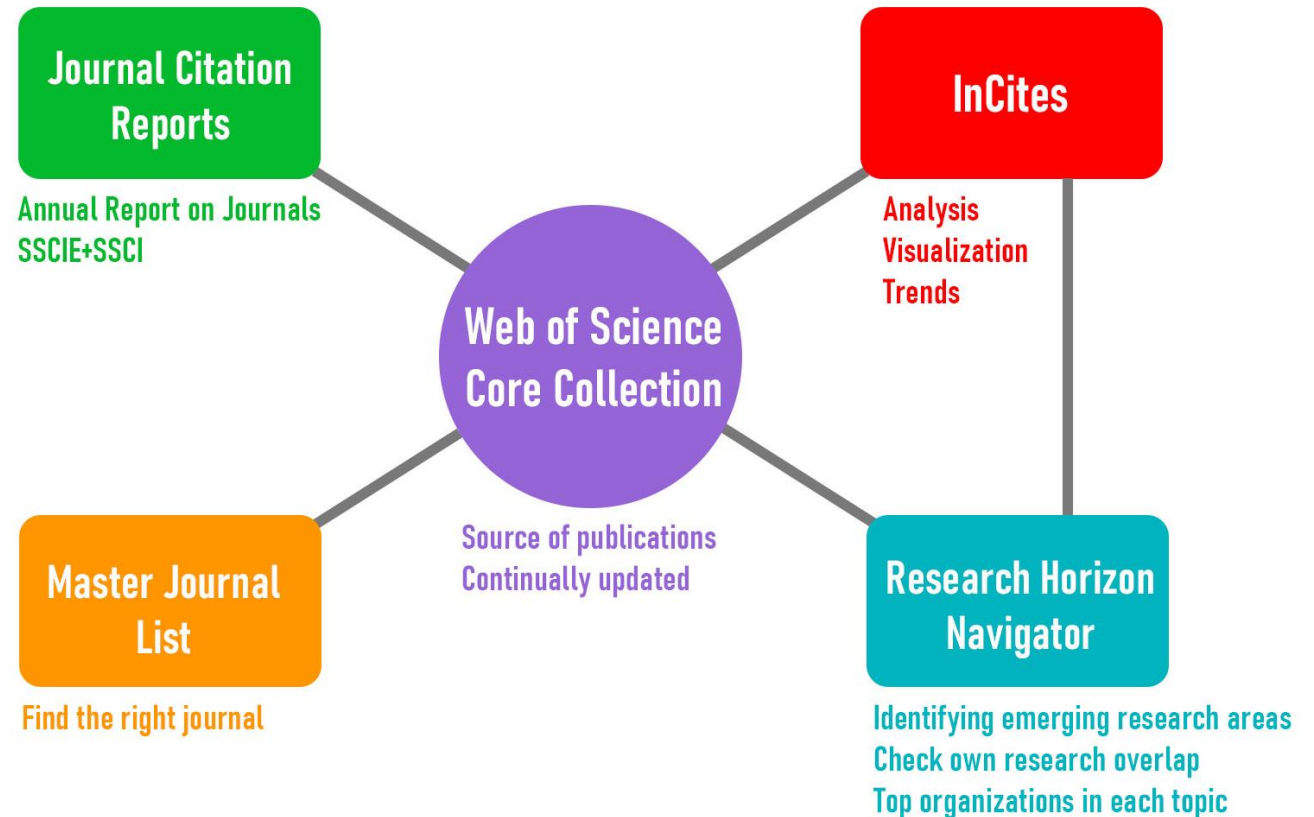 Journal Citation
Reports
Annual Report on Journals
SSCIE+SSCI
InCites
Analysis
Visualization
Trends
Web of Science
Core Collection
Source of publications
Continually updated
Master Journal
List
Find the right journal
Research Horizon
Navigator
Identifying emerging research areas
Check own research overlap
Top organizations in each topic